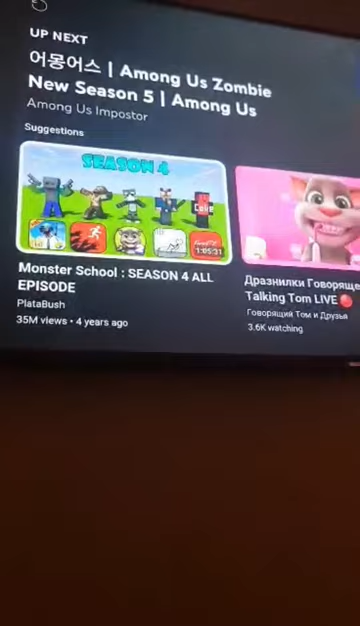 UP NEXT
어몽어스 | Among Us Zombie
New Season 5 | Among Us
Among Us Impostor
Suggestions
SEASON 4
1:05:31
Monster School : SEASON 4 ALL
EPISODE
PlataBush
35M views • 4 years ago
Дразнилки Говоряще
Talking Tom LIVE
Говорящий Том и Друзья
3.6K watching